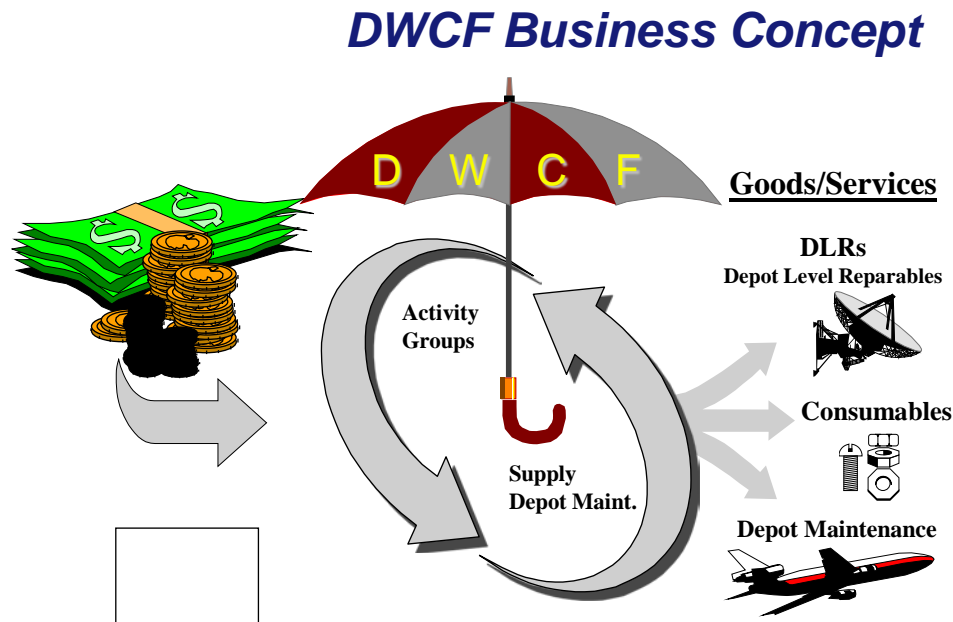 DWCF Business Concept
D W C F
Goods/Services
DLRs
Depot Level Reparables
Activity
Groups
Consumables
Supply
Depot Maint.
Depot Maintenance
$ $